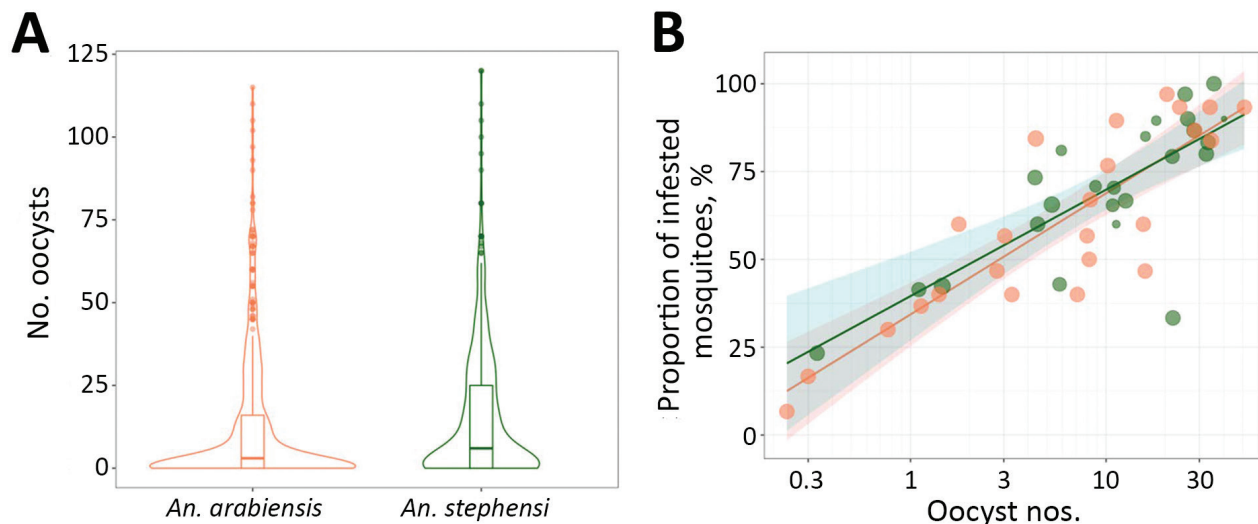 A
No. oocysts
125
100
75
50
25
0
An. arabiensis
An. stephensi
B
Proportion of infested
mosquitoes, %
100
75
50
25
0
0.3
1
3
10
30
Oocyst nos.